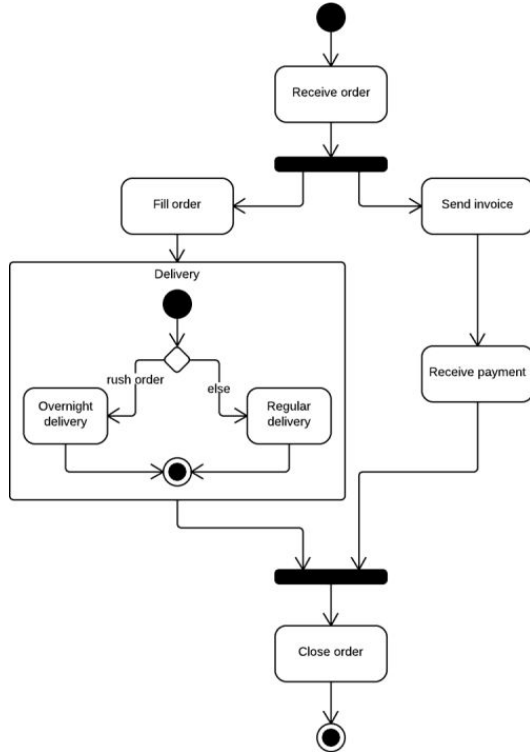 Receive order
Fill order
Send invoice
Delivery
rush order
else
Overnight
delivery
Regular
delivery
Receive payment
Close order